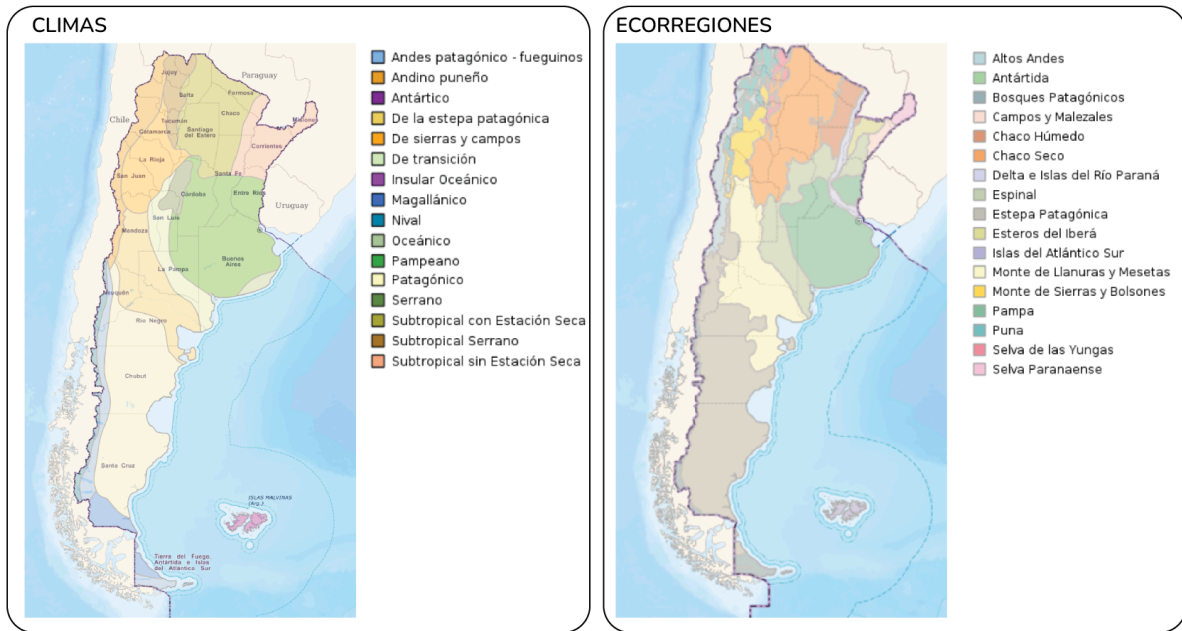 CLIMAS
Paraguay
Jujuy
Salta
Formosa
Chaco
Chile
Tucumán
Misiones
Catamarca
Santiago
del Estero
Corrientes
La Rioja
Santa Fe
San Juan
Córdoba
Entre Ríos
San Luis
Uruguay
Mendoza
Buenos
Aires
La Pampa
Neuquén
Río Negro
Chubut
Santa Cruz
ISLAS MALVINAS
(Arg.)
Tierra del Fuego,
Antártida e Islas
del Atlántico Sur
Andes patagónico - fueguinos
Andino puneño
Antártico
De la estepa patagónica
De sierras y campos
De transición
Insular Oceánico
Magallánico
Nival
Oceánico
Pampeano
Patagónico
Serrano
Subtropical con Estación Seca
Subtropical Serrano
Subtropical sin Estación Seca
ECORREGIONES
Altos Andes
Antártida
Bosques Patagónicos
Campos y Malezales
Chaco Húmedo
Chaco Seco
Delta e Islas del Río Paraná
Espinal
Estepa Patagónica
Esteros del Iberá
Islas del Atlántico Sur
Monte de Llanuras y Mesetas
Monte de Sierras y Bolsones
Pampa
Puna
Selva de las Yungas
Selva Paranaense